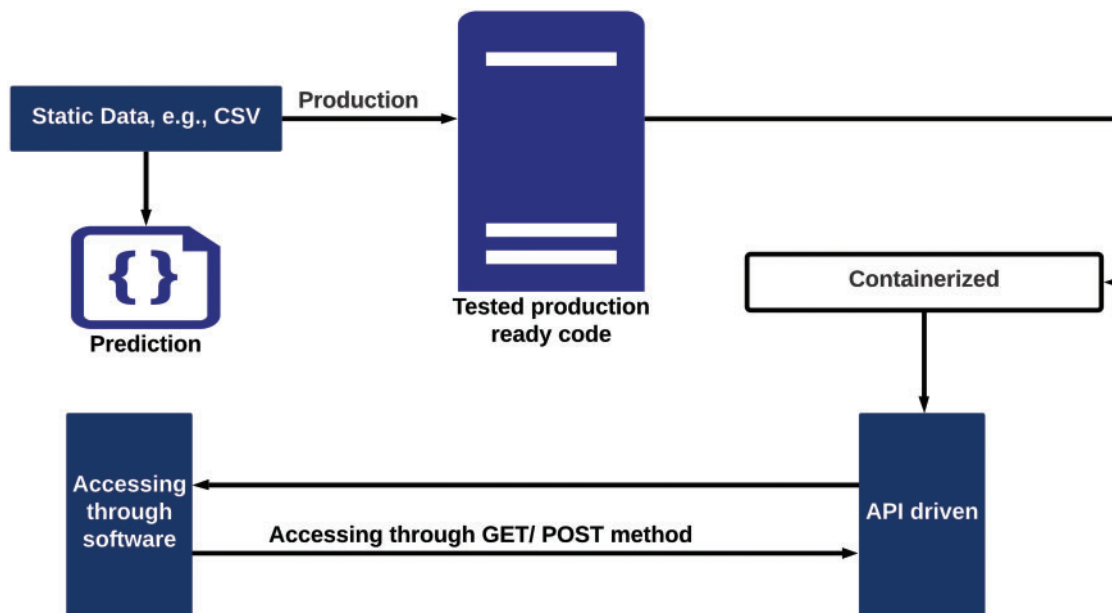 Production
Static Data, e.g., CSV
{}
Prediction
Tested production
ready code
Containerized
Accessing
through
software
Accessing through GET/ POST method
API driven